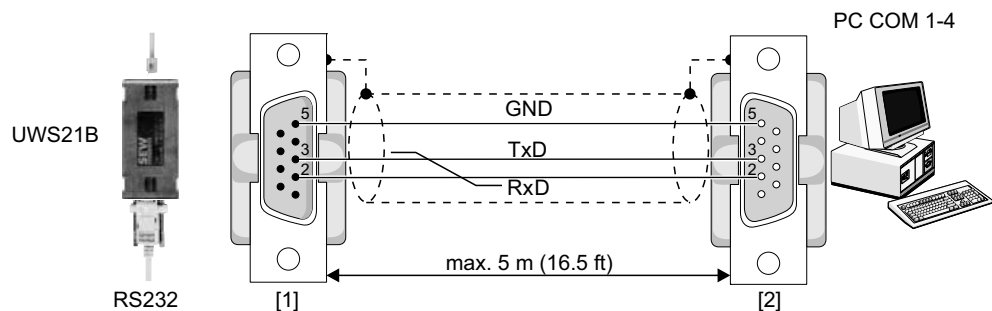 PC COM 1-4
UWS21B
SEW
5
GND
5
3
TxD
3
2
RxD
2
max. 5 m (16.5 ft)
RS232
[1]
[2]